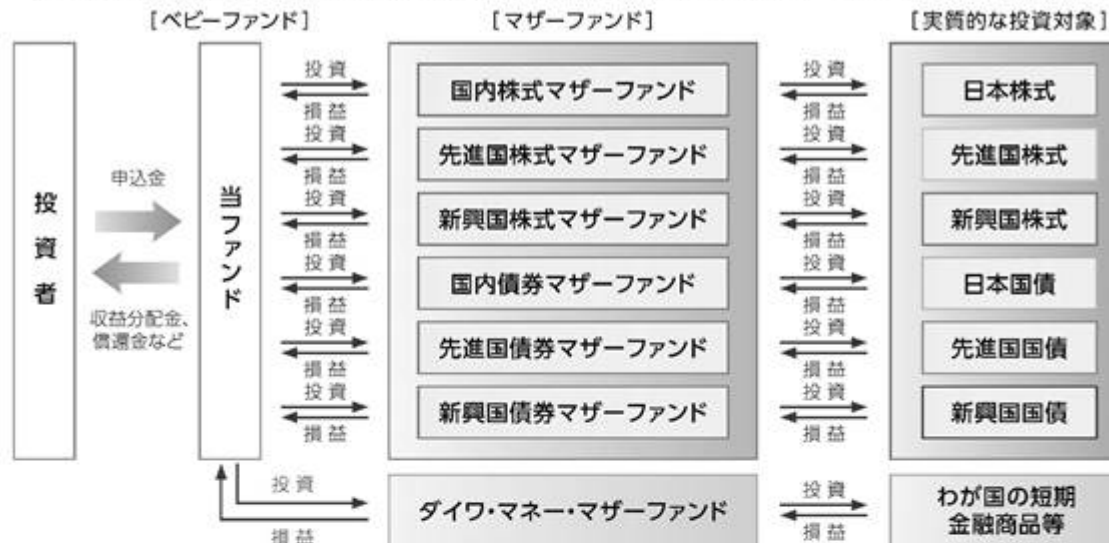 [ベビーファンド] [マザーファンド] [実質的な投資対象]
投資者
申込金
収益分配金、
償還金など
当ファンド
投資 国内株式マザーファンド 投資 日本株式
損益 損益
投資 先進国株式マザーファンド 投資 先進国株式
損益 損益
投資 新興国株式マザーファンド 投資 新興国株式
損益 損益
投資 国内債券マザーファンド 投資 日本国債
損益 損益
投資 先進国債券マザーファンド 投資 先進国国債
損益 損益
投資 新興国債券マザーファンド 投資 新興国国債
損益 損益
投資 ダイワ・マネー・マザーファンド 投資 わが国の短期
損益 損益 金融商品等